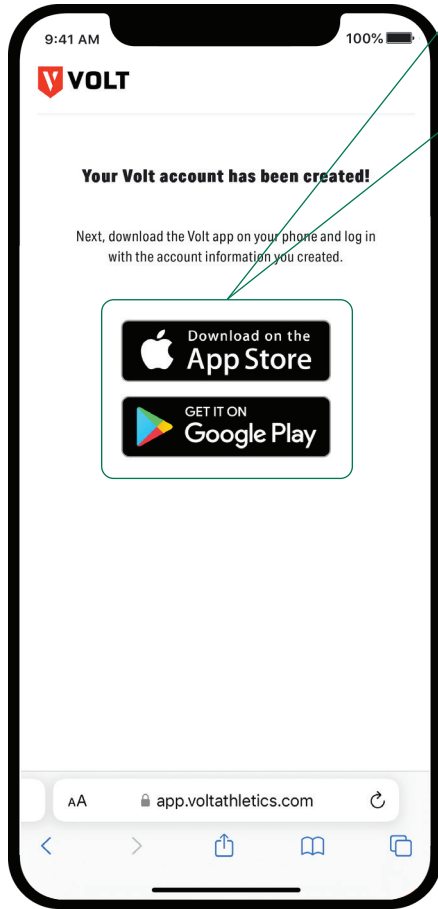 9:41 AM 100%
VOLT
Your Volt account has been created!
Next, download the Volt app on your phone and log in
with the account information you created.
Download on the
App Store
GET IT ON
Google Play
AA app.voltathletics.com